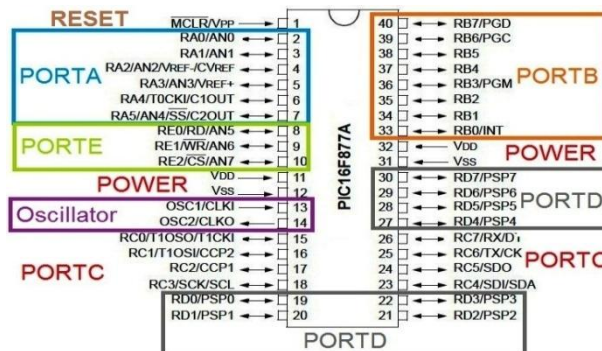 RESET
MCLR/VPP 1
RA0/AN0 2
RA1/AN1 3
RA2/AN2/VREF-/CVREF 4
RA3/AN3/VREF+ 5
RA4/T0CKI/C1OUT 6
RA5/AN4/SS/C2OUT 7
PORTA
RE0/RD/AN5 8
RE1/WR/AN6 9
RE2/CS/AN7 10
PORTE
VDD 11
VSS 12
POWER
OSC1/CLKI 13
OSC2/CLKO 14
Oscillator
RC0/T1OSO/T1CKI 15
RC1/T1OSI/CCP2 16
RC2/CCP1 17
RC3/SCK/SCL 18
PORTC
RD0/PSP0 19
RD1/PSP1 20
PIC16F877A
40 RB7/PGD
39 RB6/PGC
38 RB5
37 RB4
36 RB3/PGM
35 RB2
34 RB1
33 RB0/INT
PORTB
32 VDD
31 VSS
POWER
30 RD7/PSP7
29 RD6/PSP6
28 RD5/PSP5
27 RD4/PSP4
PORTD
26 RC7/RX/DT
25 RC6/TX/CK
24 RC5/SDO
23 RC4/SDI/SDA
PORTC
22 RD3/PSP3
21 RD2/PSP2
PORTD